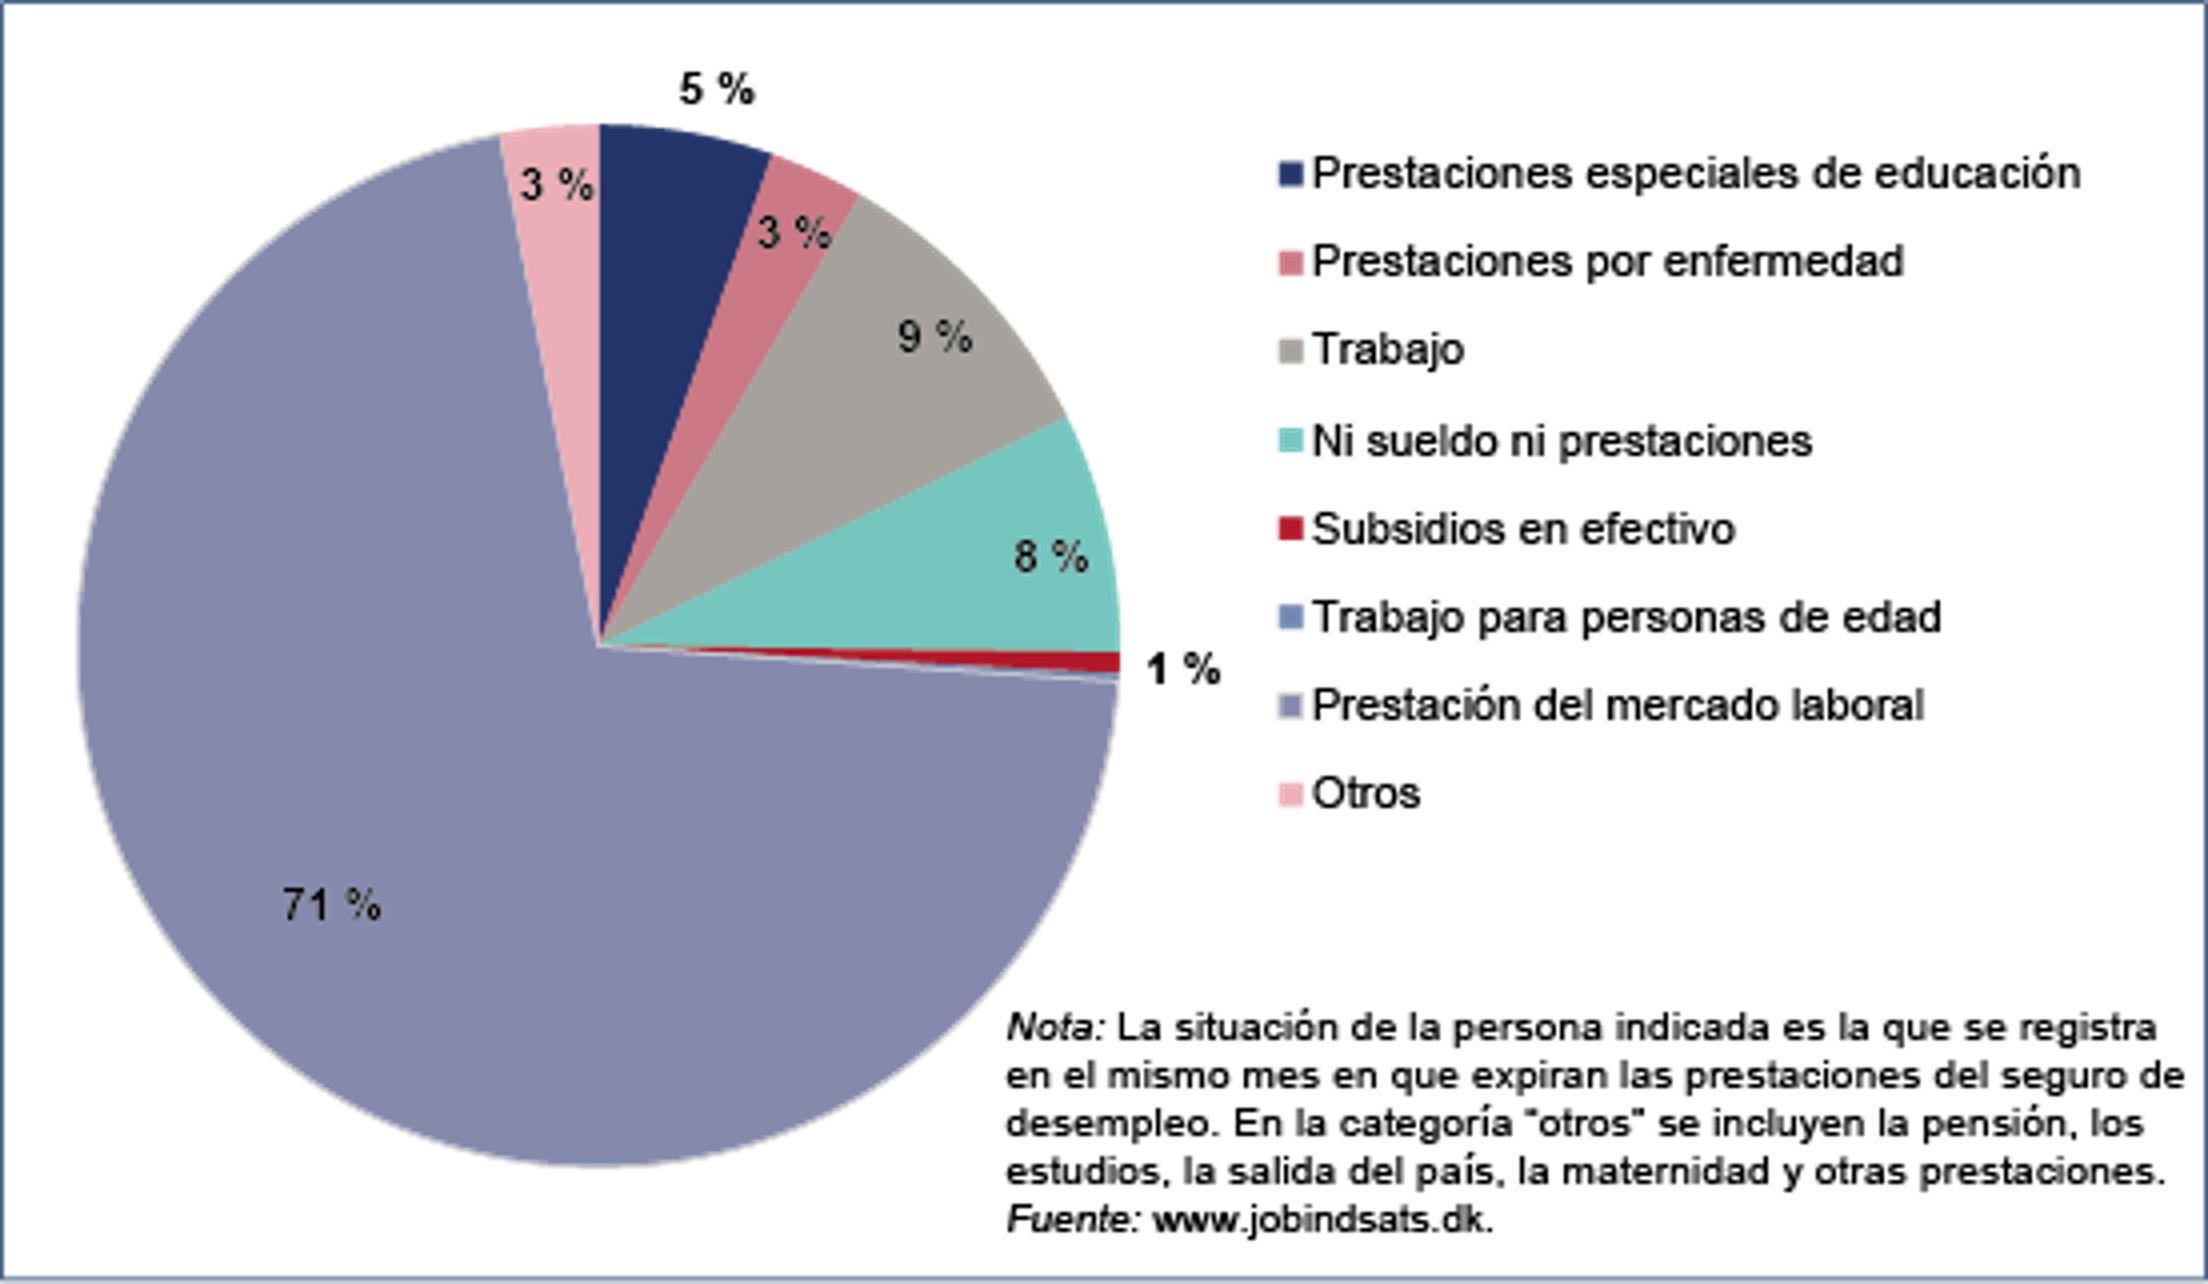 5 %
3 %
3 %
9 %
8 %
1 %
71 %
Prestaciones especiales de educación
Prestaciones por enfermedad
Trabajo
Ni sueldo ni prestaciones
Subsidios en efectivo
Trabajo para personas de edad
Prestación del mercado laboral
Otros
Nota: La situación de la persona indicada es la que se registra
en el mismo mes en que expiran las prestaciones del seguro de
desempleo. En la categoría "otros" se incluyen la pensión, los
estudios, la salida del país, la maternidad y otras prestaciones.
Fuente: www.jobindsats.dk.